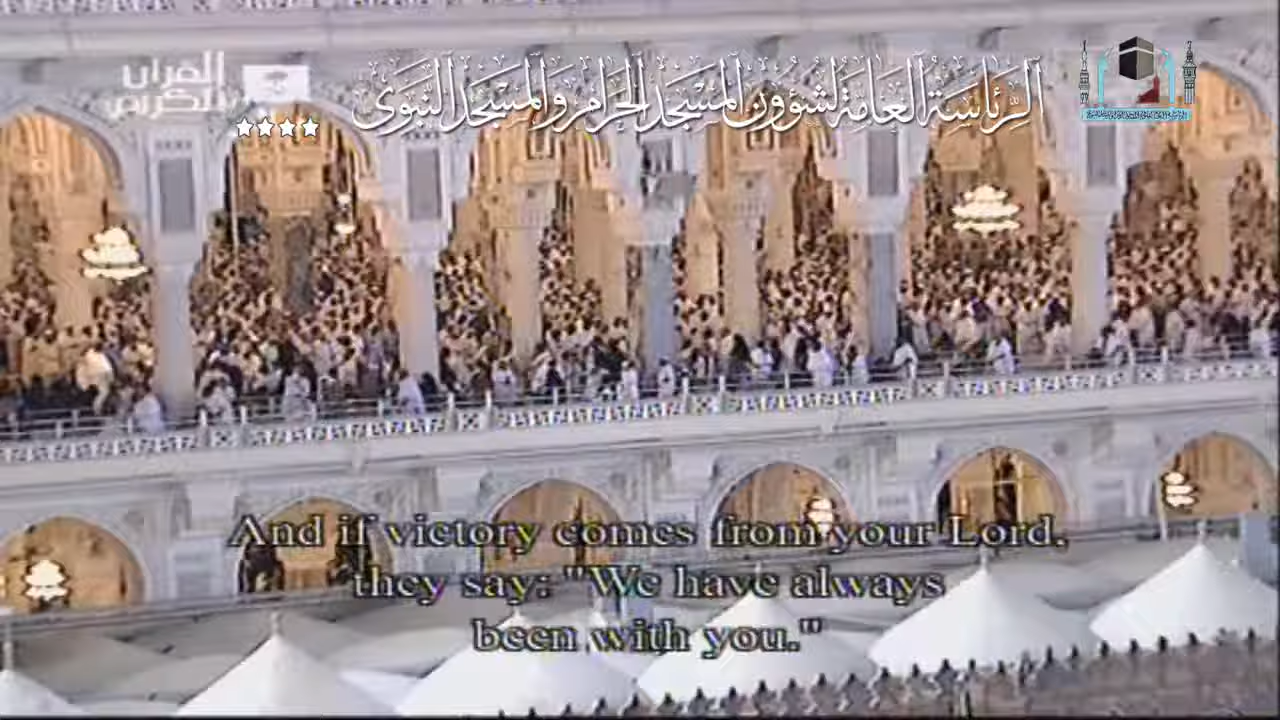 القرآن
الكريم
الرئاسة العامة لشؤون المسجد الحرام والمسجد النبوي
And if victory comes from your Lord,
they say: "We have always
been with you."